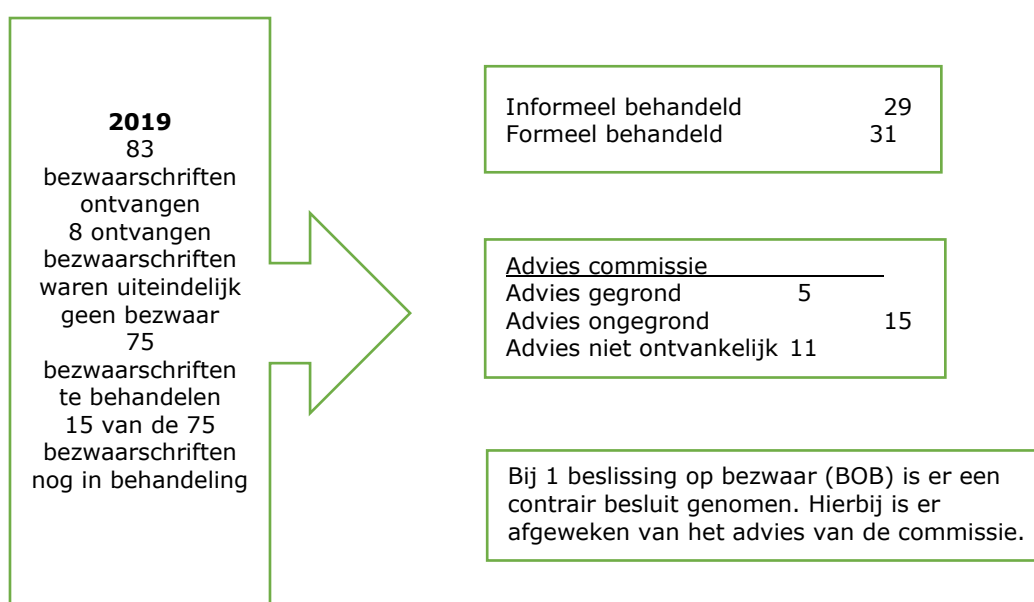 2019
83
bezwaarschriften
ontvangen
8 ontvangen
bezwaarschriften
waren uiteindelijk
geen bezwaar
75
bezwaarschriften
te behandelen
15 van de 75
bezwaarschriften
nog in behandeling
Informeel behandeld 29
Formeel behandeld 31
Advies commissie
Advies gegrond 5
Advies ongegrond 15
Advies niet ontvankelijk 11
Bij 1 beslissing op bezwaar (BOB) is er een
contrair besluit genomen. Hierbij is er
afgeweken van het advies van de commissie.